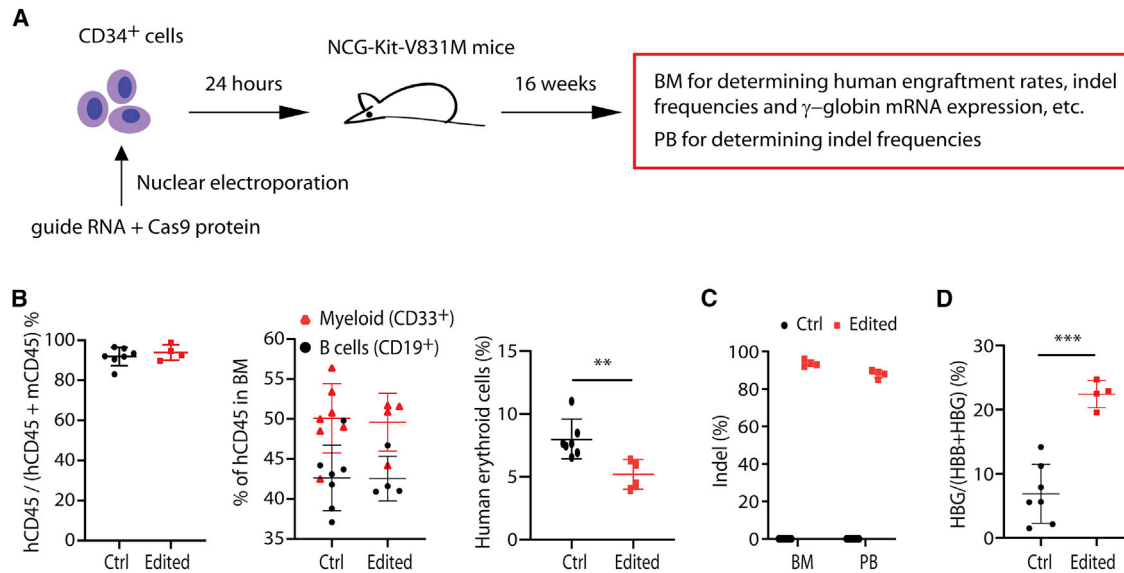 A
CD34+ cells
24 hours
NCG-Kit-V831M mice
16 weeks
BM for determining human engraftment rates, indel
frequencies and γ–globin mRNA expression, etc.
PB for determining indel frequencies
Nuclear electroporation
guide RNA + Cas9 protein
B
hCD45 / (hCD45 + mCD45) %
100
80
60
40
20
0
Ctrl Edited
Myeloid (CD33+)
B cells (CD19+)
% of hCD45 in BM
60
55
50
45
40
35
Ctrl Edited
Human erythroid cells (%)
15
10
5
0
**
Ctrl Edited
C
Ctrl Edited
Indel (%)
100
80
60
40
20
0
BM PB
D
HBG/(HBB+HBG) (%)
30
20
10
0
***
Ctrl Edited